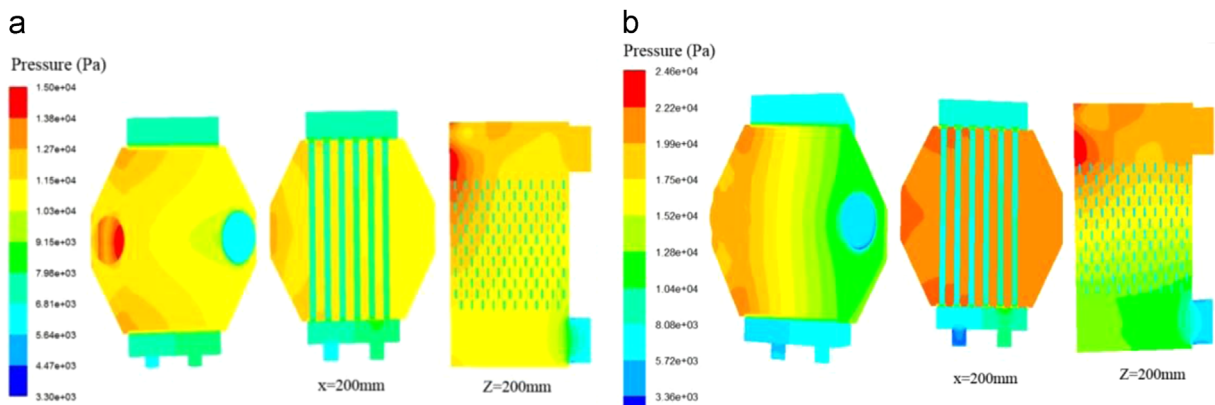 a
Pressure (Pa)
1.50e+04
1.38e+04
1.27e+04
1.15e+04
1.03e+04
9.15e+03
7.98e+03
6.81e+03
5.64e+03
4.47e+03
3.30e+03
x=200mm
Z=200mm
b
Pressure (Pa)
2.46e+04
2.22e+04
1.99e+04
1.75e+04
1.52e+04
1.28e+04
1.04e+04
8.08e+03
5.72e+03
3.36e+03
x=200mm
Z=200mm